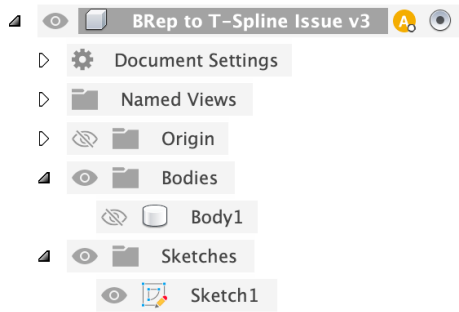 BRep to T-Spline Issue v3 A
Document Settings
Named Views
Origin
Bodies
Body1
Sketches
Sketch1